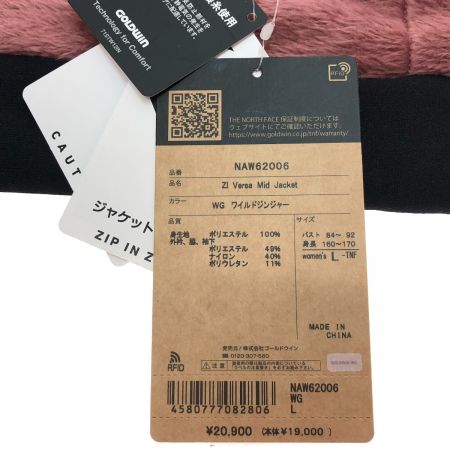 GOLDWIN
Technology for Comfort
CAUT
ジャケット
ZIP IN Z
RFID
THE NORTH FACE 保証制度については
ウェブサイトにてご確認いただけます。
https://www.goldwin.co.jp/tnf/warranty/
品番 NAW62006
品名 ZI Versa Mid Jacket
カラー WG ワイルドジンジャー
品質 サイズ
身生地 ポリエステル 100%
外衿、脇、袖下
ポリエステル 49%
ナイロン 40%
ポリウレタン 11%
バスト 84~ 92
身長 160~170
women's L -TNF
MADE IN
CHINA
発売元/株式会社ゴールドウイン
0120-307-560
RFID
注意
NAW62006
WG
L
4580777082806
¥20,900 (本体¥19,000)